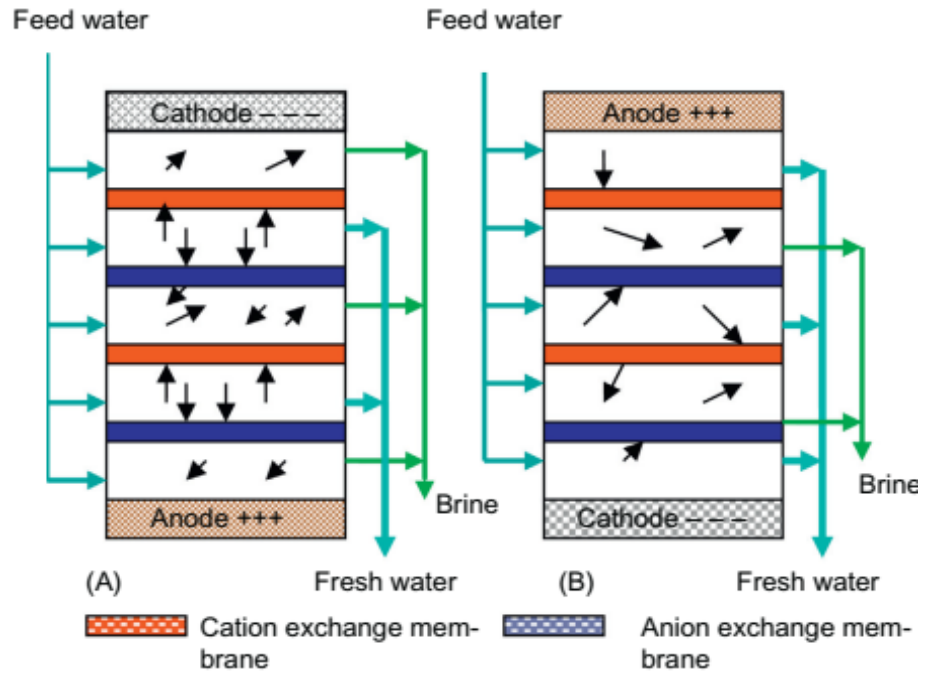 Feed water
Feed water
Cathode – – –
Anode +++
Anode +++
Brine
Cathode – – –
Brine
(A)
Fresh water
(B)
Fresh water
Cation exchange mem-
brane
Anion exchange mem-
brane